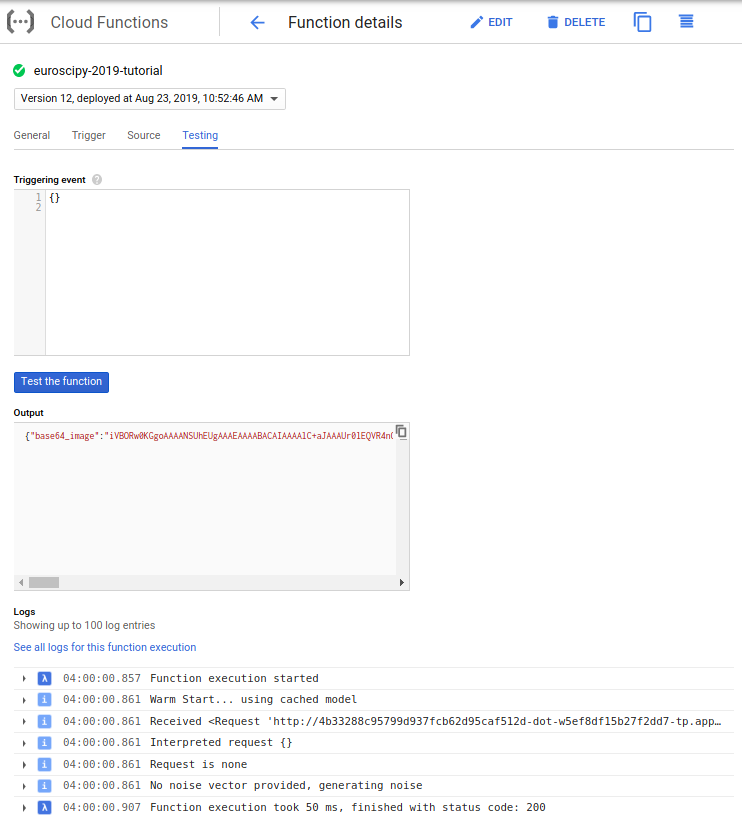 Cloud Functions
Function details
EDIT
DELETE
euroscipy-2019-tutorial
Version 12, deployed at Aug 23, 2019, 10:52:46 AM
General Trigger Source Testing
Triggering event ?
1 {}
2
Test the function
Output
{"base64_image":"iVBORw0KGgoAAAANSUhEUgAAAEAAAABACAIAAAAlC+aJAAAUr0lEQVR4n
Logs
Showing up to 100 log entries
See all logs for this function execution
λ 04:00:00.857 Function execution started
i 04:00:00.861 Warm Start... using cached model
i 04:00:00.861 Received <Request 'http://4b33288c95799d937fcb62d95caf512d-dot-w5ef8df15b27f2dd7-tp.app…
i 04:00:00.861 Interpreted request {}
i 04:00:00.861 Request is none
i 04:00:00.861 No noise vector provided, generating noise
λ 04:00:00.907 Function execution took 50 ms, finished with status code: 200